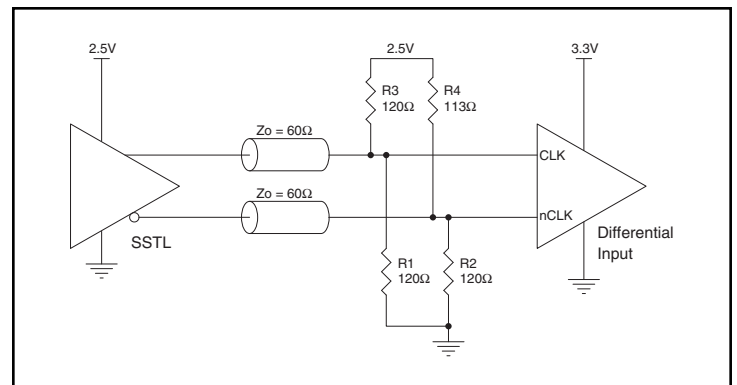 2.5V
2.5V
3.3V
R3
120Ω
R4
113Ω
Zo = 60Ω
CLK
Zo = 60Ω
nCLK
SSTL
Differential
Input
R1
120Ω
R2
120Ω